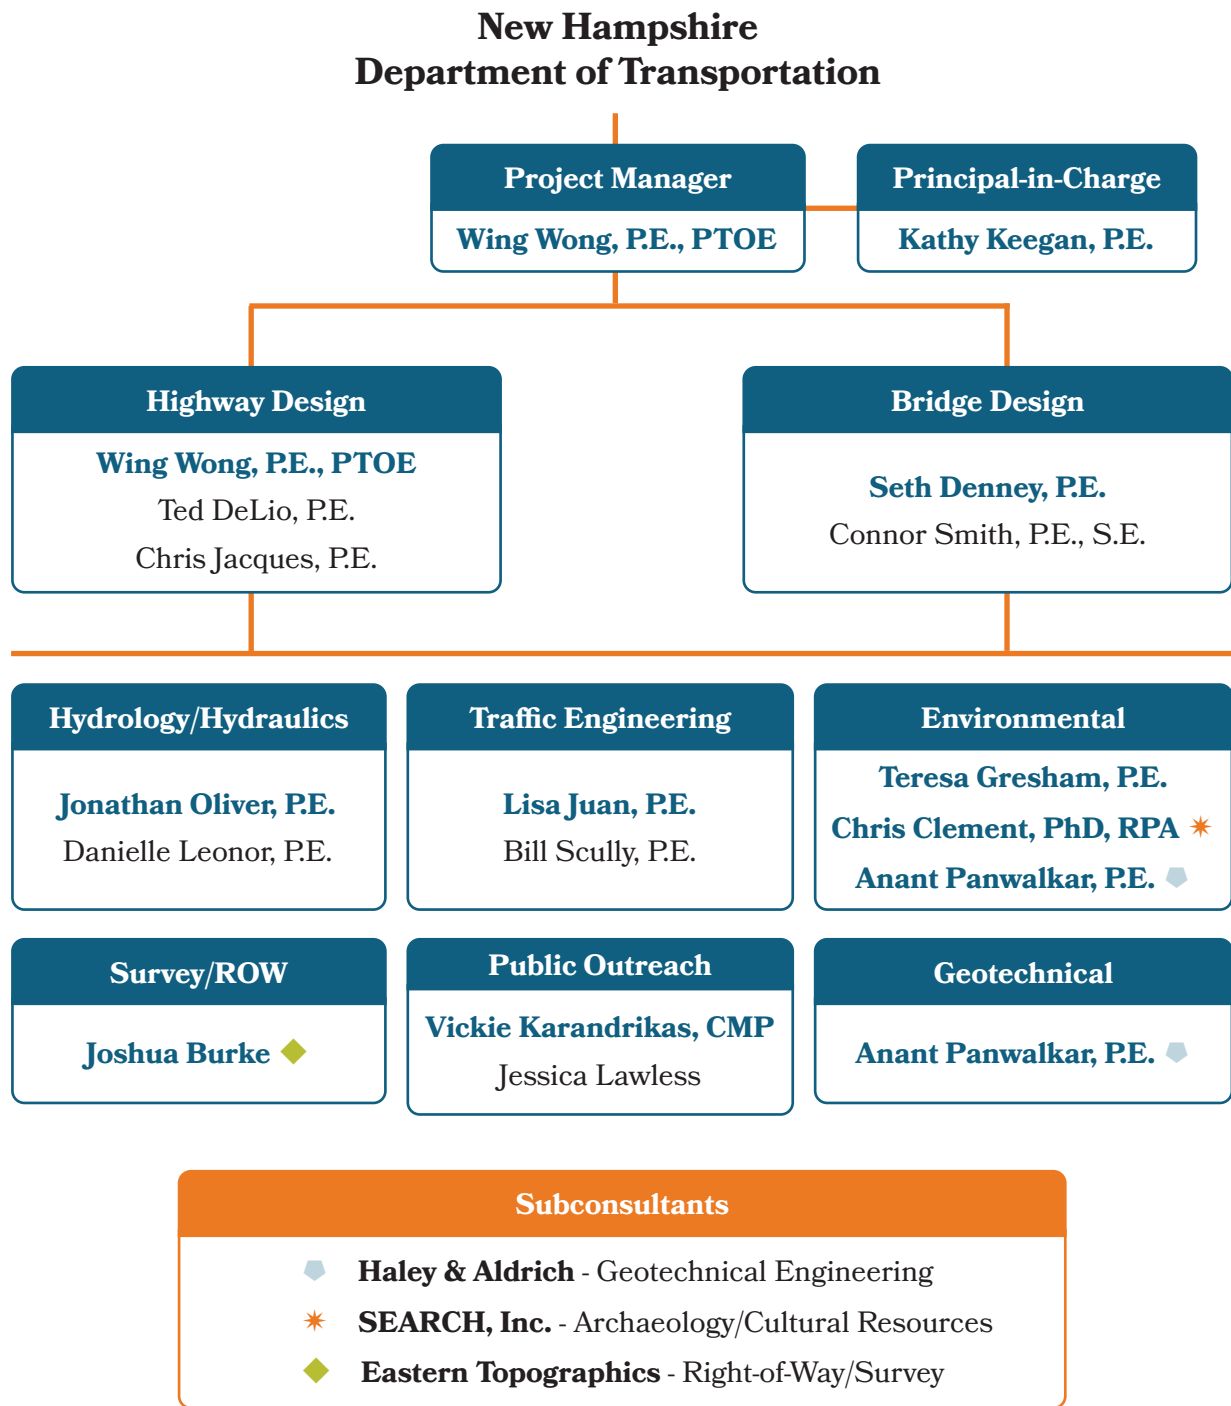 New Hampshire
Department of Transportation
Project Manager
Wing Wong, P.E., PTOE
Principal-in-Charge
Kathy Keegan, P.E.
Highway Design
Wing Wong, P.E., PTOE
Ted DeLio, P.E.
Chris Jacques, P.E.
Bridge Design
Seth Denney, P.E.
Connor Smith, P.E., S.E.
Hydrology/Hydraulics
Jonathan Oliver, P.E.
Danielle Leonor, P.E.
Traffic Engineering
Lisa Juan, P.E.
Bill Scully, P.E.
Environmental
Teresa Gresham, P.E.
Chris Clement, PhD, RPA
Anant Panwalkar, P.E.
Survey/ROW
Joshua Burke
Public Outreach
Vickie Karandrikas, CMP
Jessica Lawless
Geotechnical
Anant Panwalkar, P.E.
Subconsultants
Haley & Aldrich - Geotechnical Engineering
SEARCH, Inc. - Archaeology/Cultural Resources
Eastern Topographics - Right-of-Way/Survey